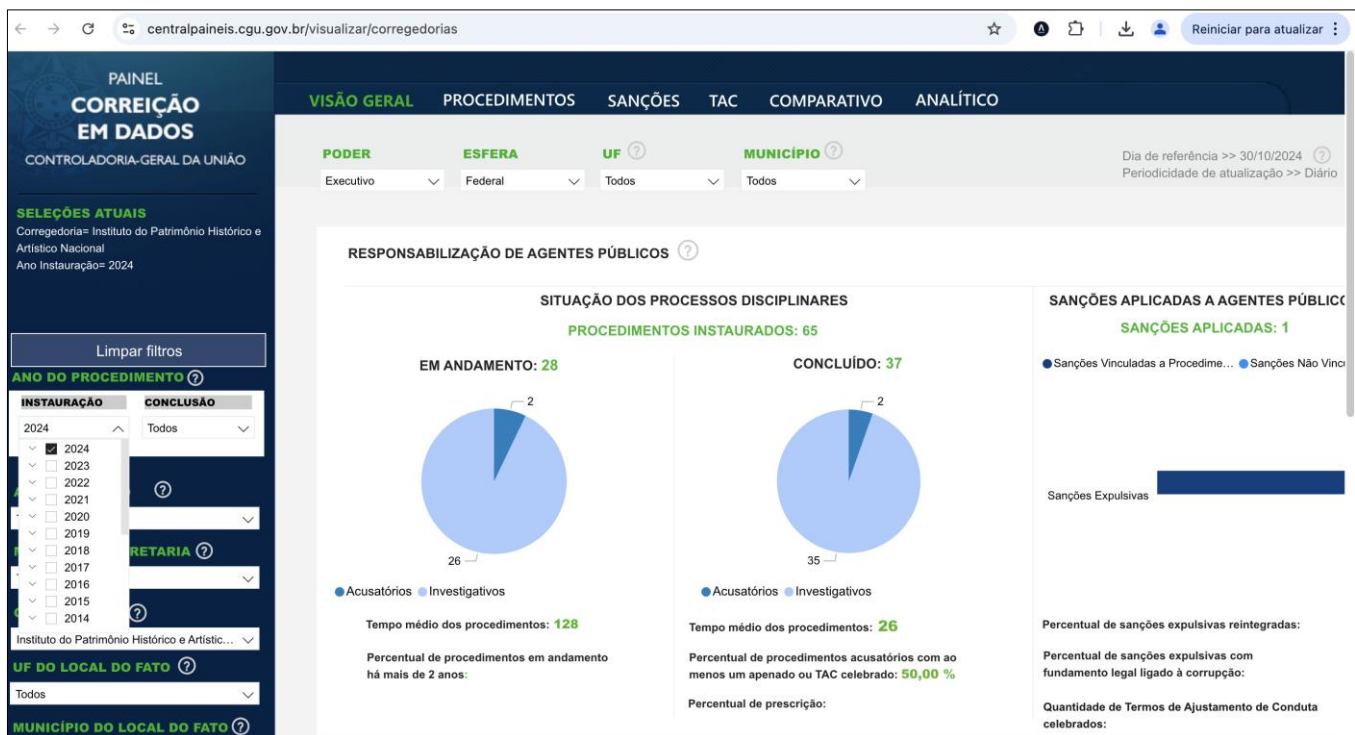 centralpaineis.cgu.gov.br/visualizar/corregedorias
Reiniciar para atualizar
PAINEL
CORREIÇÃO
EM DADOS
CONTROLADORIA-GERAL DA UNIÃO
SELEÇÕES ATUAIS
Corregedoria= Instituto do Patrimônio Histórico e
Artístico Nacional
Ano Instauração= 2024
Limpar filtros
ANO DO PROCEDIMENTO ?
INSTAURAÇÃO CONCLUSÃO
2024 Todos
2024
2023
2022
2021
2020
2019
2018
RETARIA ?
2017
2016
2015
2014
Instituto do Patrimônio Histórico e Artístic...
UF DO LOCAL DO FATO ?
Todos
MUNICÍPIO DO LOCAL DO FATO ?
VISÃO GERAL PROCEDIMENTOS SANÇÕES TAC COMPARATIVO ANALÍTICO
PODER ESFERA UF ? MUNICÍPIO ?
Executivo Federal Todos Todos
Dia de referência >> 30/10/2024 ?
Periodicidade de atualização >> Diário
RESPONSABILIZAÇÃO DE AGENTES PÚBLICOS ?
SITUAÇÃO DOS PROCESSOS DISCIPLINARES
PROCEDIMENTOS INSTAURADOS: 65
EM ANDAMENTO: 28
2
26
Acusatórios Investigativos
Tempo médio dos procedimentos: 128
Percentual de procedimentos em andamento
há mais de 2 anos:
CONCLUÍDO: 37
2
35
Acusatórios Investigativos
Tempo médio dos procedimentos: 26
Percentual de procedimentos acusatórios com ao
menos um apenado ou TAC celebrado: 50,00 %
Percentual de prescrição:
SANÇÕES APLICADAS A AGENTES PÚBLIC
SANÇÕES APLICADAS: 1
Sanções Vinculadas a Procedime... Sanções Não Vinc
Sanções Expulsivas
Percentual de sanções expulsivas reintegradas:
Percentual de sanções expulsivas com
fundamento legal ligado à corrupção:
Quantidade de Termos de Ajustamento de Conduta
celebrados: